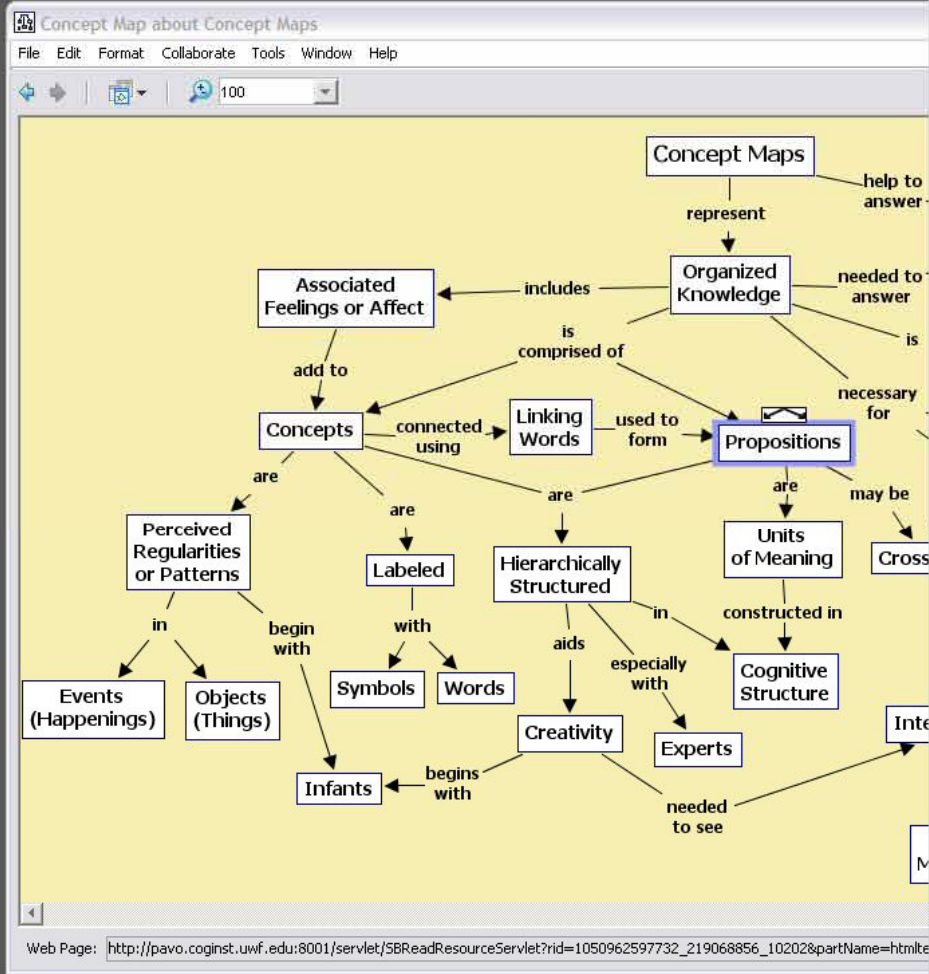 Concept Map about Concept Maps
File Edit Format Collaborate Tools Window Help
100
Concept Maps
help to
answer
represent
Organized
Knowledge
needed to
answer
Associated
Feelings or Affect
includes
is
is
comprised of
add to
necessary
for
Concepts
connected
using
Linking
Words
used to
form
Propositions
are
are
are
are
may be
Perceived
Regularities
or Patterns
Labeled
Hierarchically
Structured
Units
of Meaning
Cross
in
begin
with
with
aids
in
constructed in
especially
with
Events
(Happenings)
Objects
(Things)
Symbols
Words
Cognitive
Structure
Creativity
Experts
Inte
Infants
begins
with
needed
to see
M
Web Page: http://pavo.coginst.uwf.edu:8001/servlet/SBReadResourceServlet?rid=1050962597732_219068856_10202&partName=htmlte